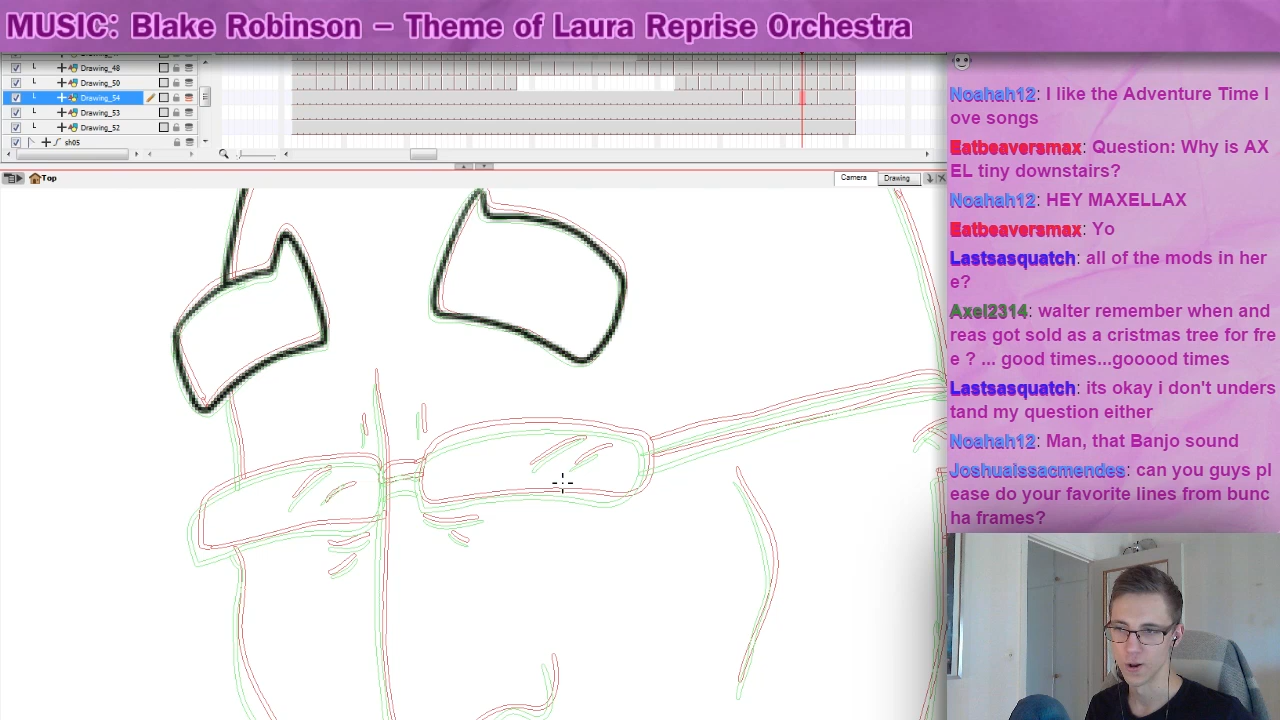 MUSIC: Blake Robinson – Theme of Laura Reprise Orchestra
Drawing_48
Drawing_50
Drawing_54
Drawing_53
Drawing_52
sh05
Top
Camera
Drawing
Noahah12: I like the Adventure Time l
ove songs
Eatbeaversmax: Question: Why is AX
EL tiny downstairs?
Noahah12: HEY MAXELLAX
Eatbeaversmax: Yo
Lastsasquatch: all of the mods in her
e?
Axel2314: walter remember when and
reas got sold as a cristmas tree for fre
e ? ... good times...gooood times
Lastsasquatch: its okay i don't unders
tand my question either
Noahah12: Man, that Banjo sound
Joshuaissacmendes: can you guys pl
ease do your favorite lines from bunc
ha frames?